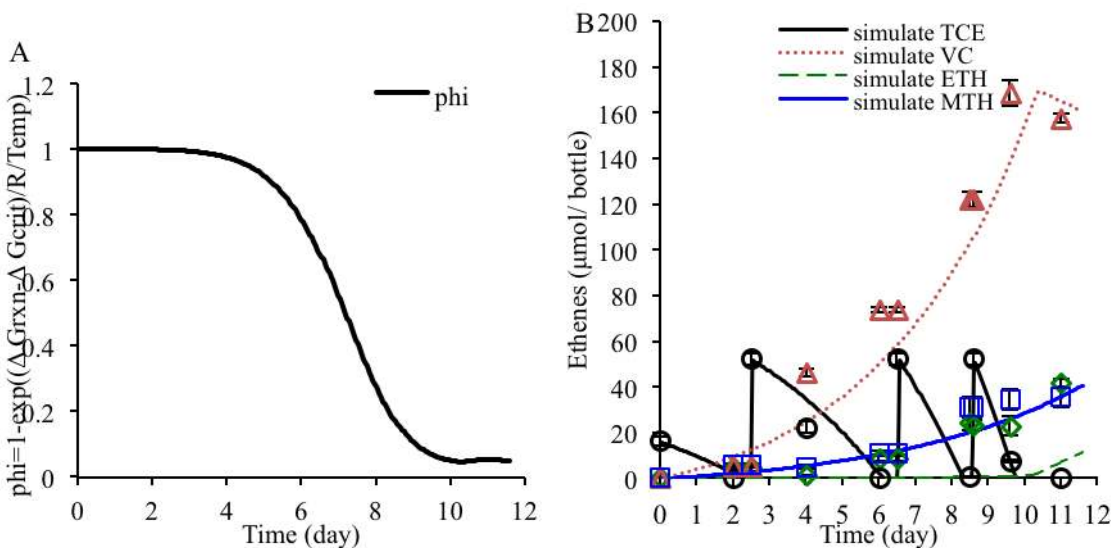 A
phi=1-exp((Δ Grxn-Δ Gcrit)/R/Temp)
1.2
1
0.8
0.6
0.4
0.2
0
0 2 4 6 8 10 12
Time (day)
phi
B
Ethenes (μmol/ bottle)
200
180
160
140
120
100
80
60
40
20
0
0 1 2 3 4 5 6 7 8 9 10 11 12
Time (day)
simulate TCE
simulate VC
simulate ETH
simulate MTH